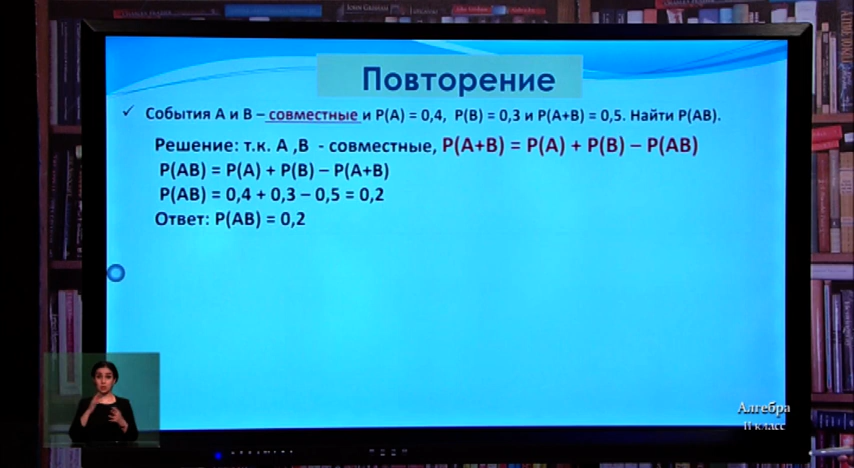 Повторение
✓ События А и В – совместные и Р(А) = 0,4, Р(В) = 0,3 и Р(А+В) = 0,5. Найти Р(АВ).
Решение: т.к. А ,В - совместные, Р(А+В) = Р(А) + Р(В) – Р(АВ)
Р(АВ) = Р(А) + Р(В) – Р(А+В)
Р(АВ) = 0,4 + 0,3 – 0,5 = 0,2
Ответ: Р(АВ) = 0,2
Алгебра
11 класс